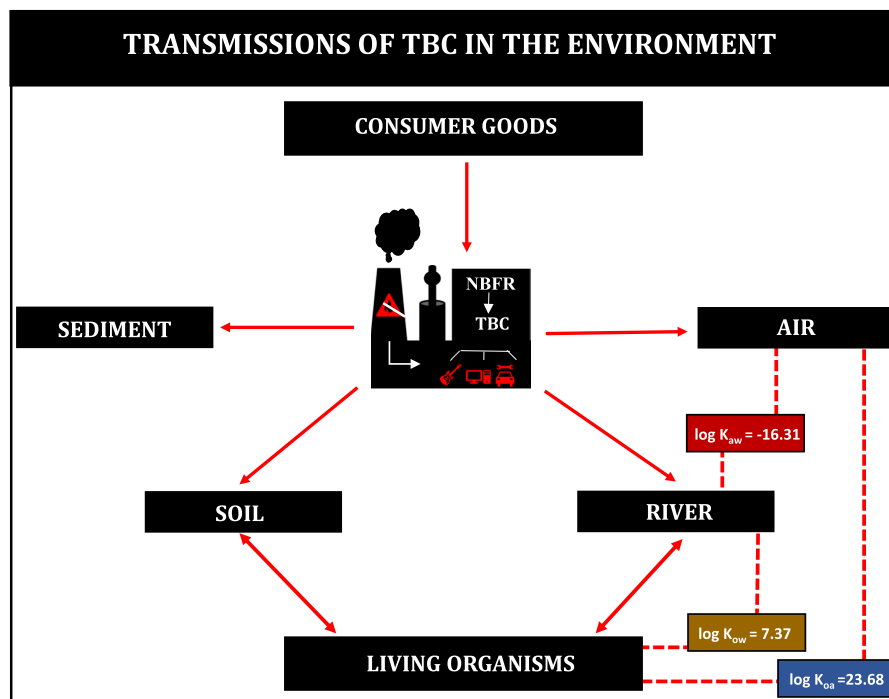 TRANSMISSIONS OF TBC IN THE ENVIRONMENT
CONSUMER GOODS
NBFR
TBC
SEDIMENT
AIR
log Kaw = -16.31
SOIL
RIVER
log Kow = 7.37
LIVING ORGANISMS
log Koa =23.68